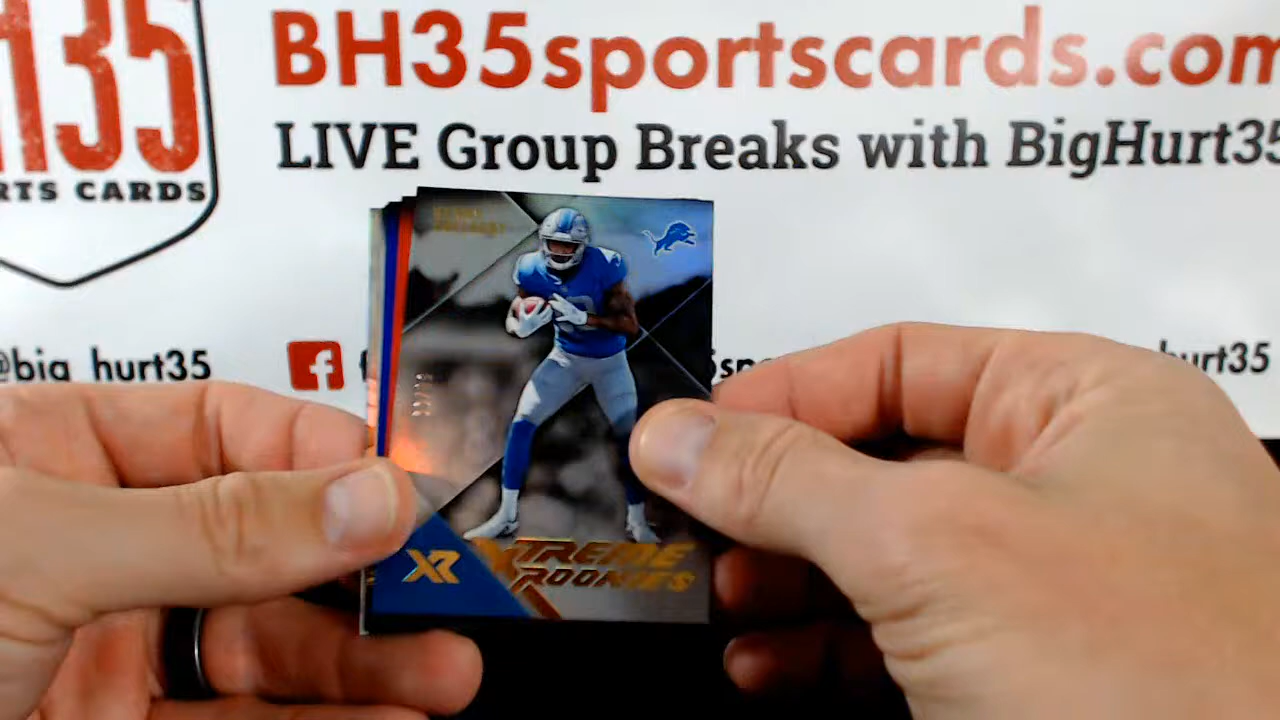 H35
RTS CARDS
BH35sportscards.com
LIVE Group Breaks with BigHurt35
@big_hurt35
f
hurt35
XR
XTREME
ROOKIES